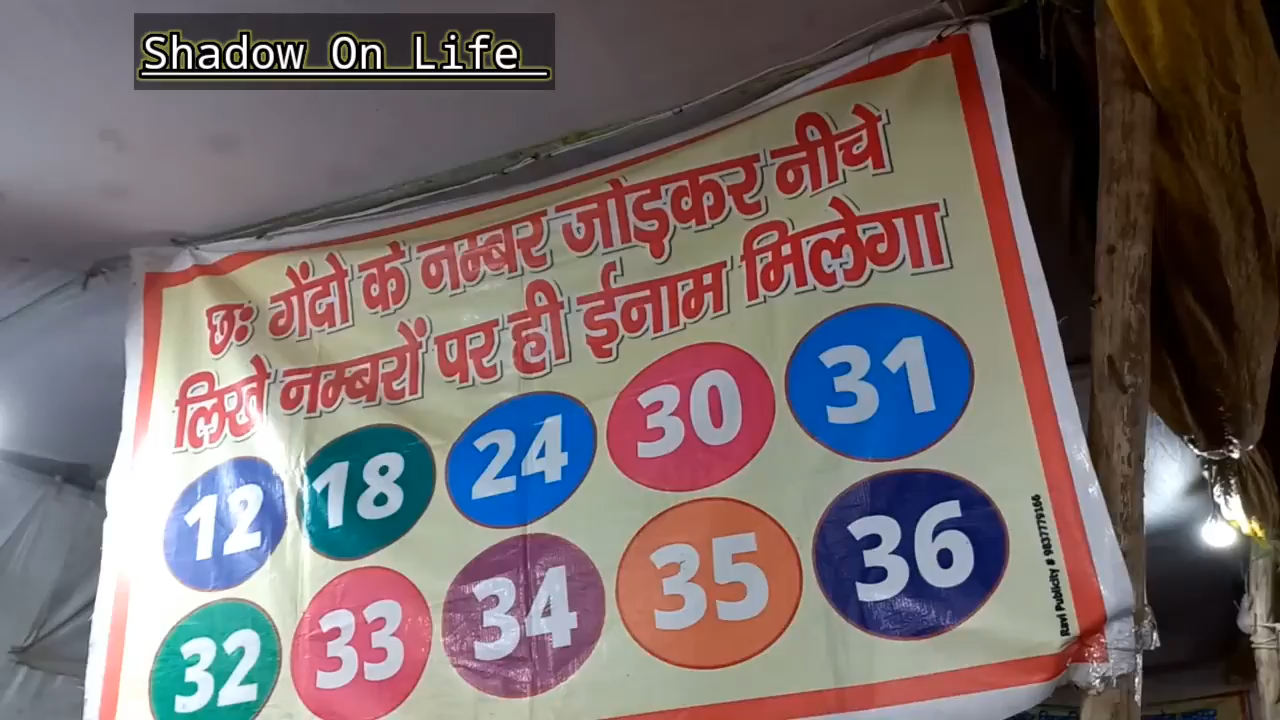 Shadow On Life
छः गेंदो के नम्बर जोड़कर नीचे
लिखे नम्बरों पर ही ईनाम मिलेगा
12 18 24 30 31
32 33 34 35 36
Ravi Publicity # 9837779166